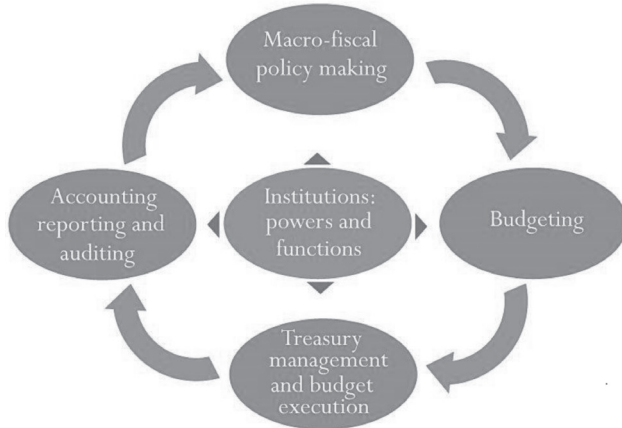 Macro-fiscal
policy making
Accounting
reporting and
auditing
Institutions:
powers and
functions
Budgeting
Treasury
management
and budget
execution